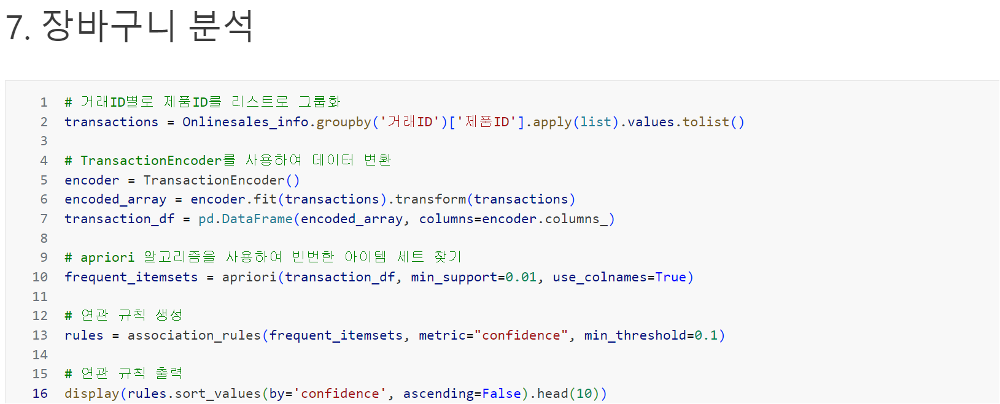 7. 장바구니 분석
1 # 거래ID별로 제품ID를 리스트로 그룹화
2 transactions = Onlinesales_info.groupby('거래ID')['제품ID'].apply(list).values.tolist()
3
4 # TransactionEncoder를 사용하여 데이터 변환
5 encoder = TransactionEncoder()
6 encoded_array = encoder.fit(transactions).transform(transactions)
7 transaction_df = pd.DataFrame(encoded_array, columns=encoder.columns_)
8
9 # apriori 알고리즘을 사용하여 빈번한 아이템 세트 찾기
10 frequent_itemsets = apriori(transaction_df, min_support=0.01, use_colnames=True)
11
12 # 연관 규칙 생성
13 rules = association_rules(frequent_itemsets, metric="confidence", min_threshold=0.1)
14
15 # 연관 규칙 출력
16 display(rules.sort_values(by='confidence', ascending=False).head(10))